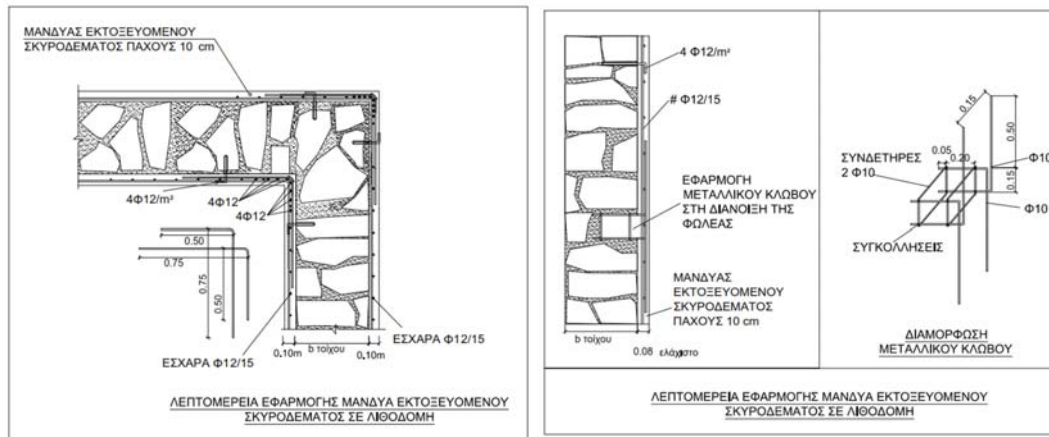 ΜΑΝΔΥΑΣ ΕΚΤΟΞΕΥΟΜΕΝΟΥ
ΣΚΥΡΟΔΕΜΑΤΟΣ ΠΑΧΟΥΣ 10 cm
4Φ12/m²
4Φ12
4Φ12
0.50
0.75
0.75
0.50
ΕΣΧΑΡΑ Φ12/15
0.10m
b τοίχου
0.10m
ΕΣΧΑΡΑ Φ12/15
ΛΕΠΤΟΜΕΡΕΙΑ ΕΦΑΡΜΟΓΗΣ ΜΑΝΔΥΑ ΕΚΤΟΞΕΥΟΜΕΝΟΥ
ΣΚΥΡΟΔΕΜΑΤΟΣ ΣΕ ΛΙΘΟΔΟΜΗ
4 Φ12/m²
# Φ12/15
ΕΦΑΡΜΟΓΗ
ΜΕΤΑΛΛΙΚΟΥ ΚΛΩΒΟΥ
ΣΤΗ ΔΙΑΝΟΙΞΗ ΤΗΣ
ΦΩΛΕΑΣ
ΜΑΝΔΥΑΣ
ΕΚΤΟΞΕΥΟΜΕΝΟΥ
ΣΚΥΡΟΔΕΜΑΤΟΣ
ΠΑΧΟΥΣ 10 cm
b τοίχου
0.08 ελάχιστο
0.15
0.50
0.05
0.20
0.15
Φ10
Φ10
ΣΥΝΔΕΤΗΡΕΣ
2 Φ10
ΣΥΓΚΟΛΛΗΣΕΙΣ
ΔΙΑΜΟΡΦΩΣΗ
ΜΕΤΑΛΛΙΚΟΥ ΚΛΩΒΟΥ
ΛΕΠΤΟΜΕΡΕΙΑ ΕΦΑΡΜΟΓΗΣ ΜΑΝΔΥΑ ΕΚΤΟΞΕΥΟΜΕΝΟΥ
ΣΚΥΡΟΔΕΜΑΤΟΣ ΣΕ ΛΙΘΟΔΟΜΗ